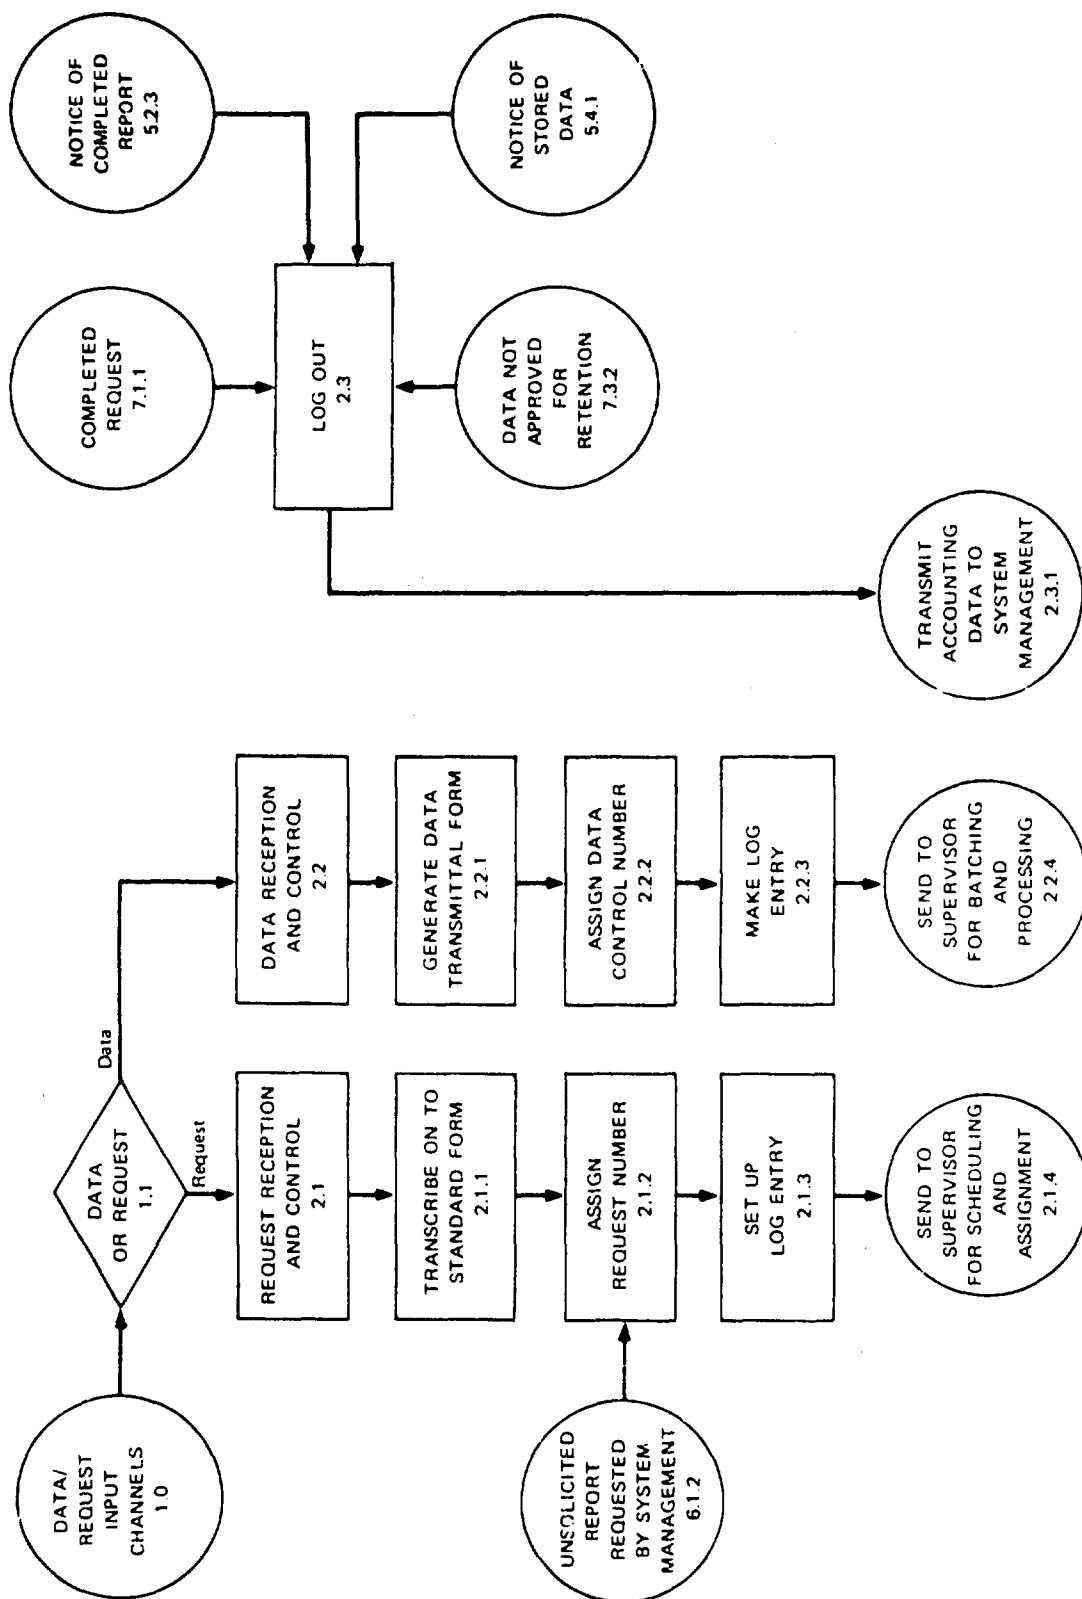 DATA/
REQUEST
INPUT
CHANNELS
1.0
DATA
OR REQUEST
1.1
Data
Request
REQUEST RECEPTION
AND CONTROL
2.1
TRANSCRIBE ON TO
STANDARD FORM
2.1.1
UNSOLICITED
REPORT
REQUESTED
BY SYSTEM
MANAGEMENT
6.1.2
ASSIGN
REQUEST NUMBER
2.1.2
SET UP
LOG ENTRY
2.1.3
SEND TO
SUPERVISOR
FOR SCHEDULING
AND
ASSIGNMENT
2.1.4
DATA RECEPTION
AND CONTROL
2.2
GENERATE DATA
TRANSMITTAL FORM
2.2.1
ASSIGN DATA
CONTROL NUMBER
2.2.2
MAKE LOG
ENTRY
2.2.3
SEND TO
SUPERVISOR
FOR BATCHING
AND
PROCESSING
2.2.4
COMPLETED
REQUEST
7.1.1
NOTICE OF
COMPLETED
REPORT
5.2.3
LOG OUT
2.3
DATA NOT
APPROVED
FOR
RETENTION
7.3.2
NOTICE OF
STORED
DATA
5.4.1
TRANSMIT
ACCOUNTING
DATA TO
SYSTEM
MANAGEMENT
2.3.1